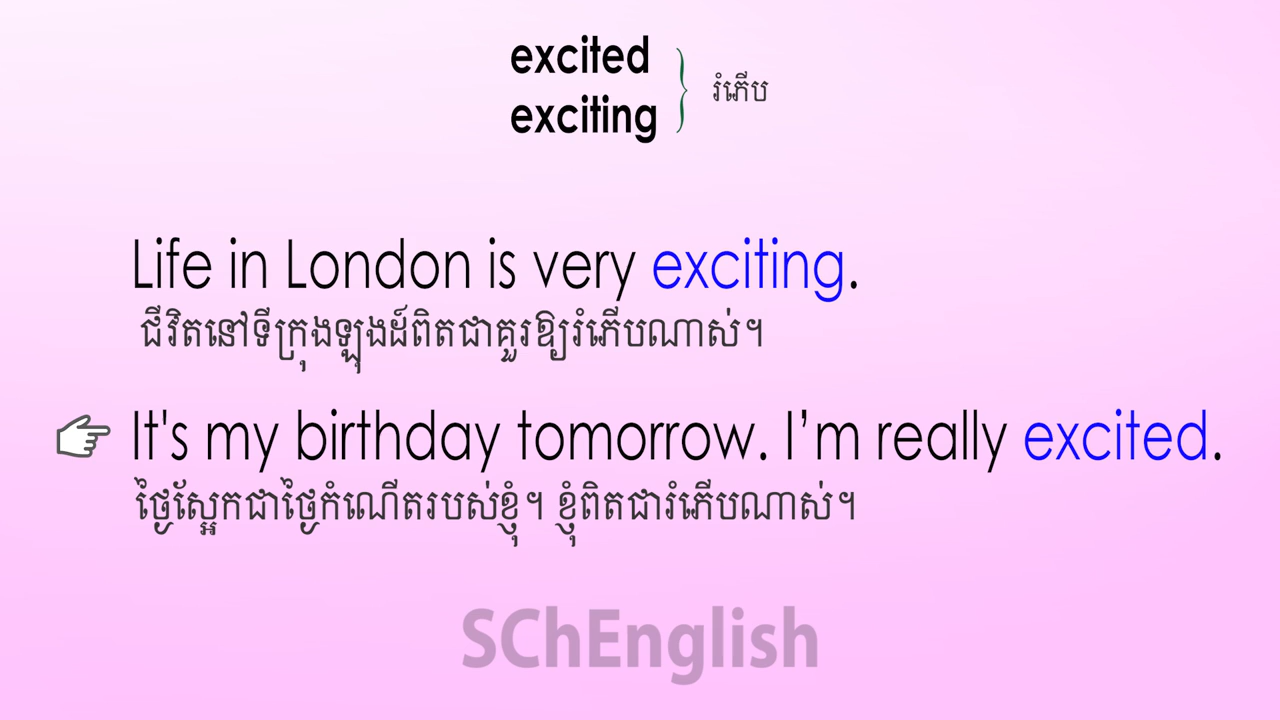 excited
exciting
រំភើប
Life in London is very exciting.
ជីវិតនៅទីក្រុងឡុងដ៍ពិតជាគួរឱ្យរំភើបណាស់។
It's my birthday tomorrow. I’m really excited.
ថ្ងៃស្អែកជាថ្ងៃកំណើតរបស់ខ្ញុំ។ ខ្ញុំពិតជារំភើបណាស់។
SChEnglish